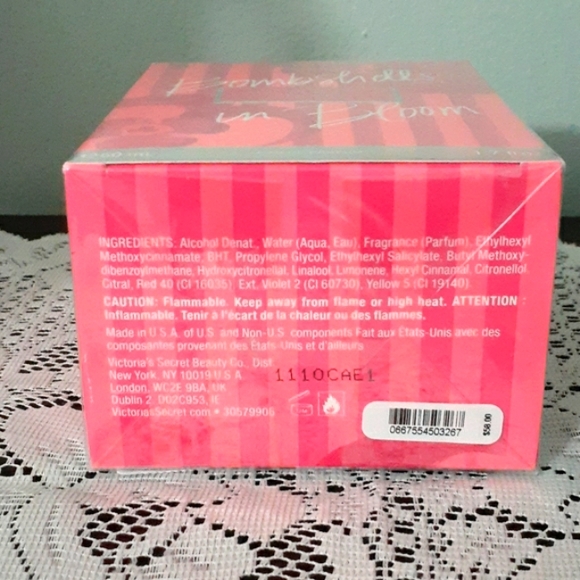 Bombshells
in Bloom
INGREDIENTS: Alcohol Denat., Water (Aqua, Eau), Fragrance (Parfum), Ethylhexyl
Methoxycinnamate, BHT, Propylene Glycol, Ethylhexyl Salicylate, Butyl Methoxy-
dibenzoylmethane, Hydroxycitronellal, Linalool, Limonene, Hexyl Cinnamal, Citronellol
Citral, Red 40 (CI 16035), Ext. Violet 2 (CI 60730), Yellow 5 (CI 19140).
CAUTION: Flammable. Keep away from flame or high heat. ATTENTION :
Inflammable. Tenir à l'écart de la chaleur ou des flammes.
Made in U.S.A. of U.S. and Non-U.S. components Fait aux États-Unis avec des
composantes provenant des États-Unis et d'ailleurs
Victoria's Secret Beauty Co., Dist.
New York, NY 10019 U.S.A.
London, WC2E 9BA, UK
Dublin 2, D02C953, IE
VictoriasSecret.com • 30579908
1110CAE1
0667554503267
$58.00